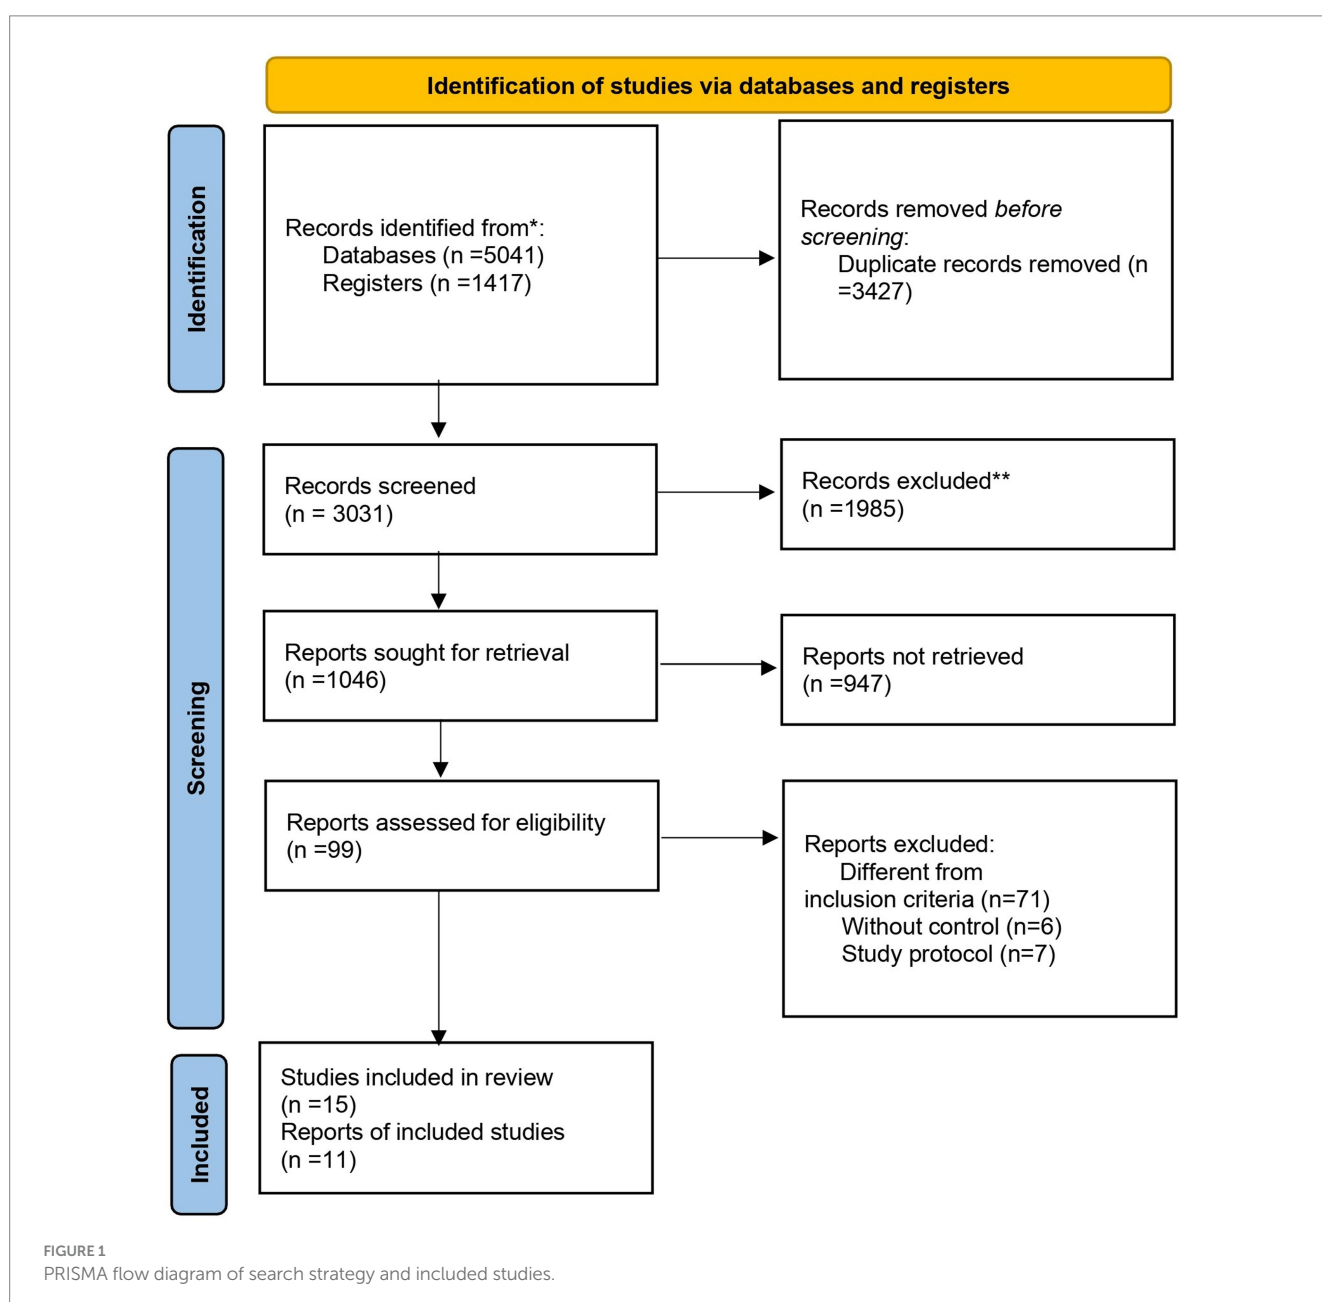 Identification of studies via databases and registers
Identification
Records identified from*:
Databases (n =5041)
Registers (n =1417)
Records removed before
screening:
Duplicate records removed (n
=3427)
Screening
Records screened
(n = 3031)
Records excluded**
(n =1985)
Reports sought for retrieval
(n =1046)
Reports not retrieved
(n =947)
Reports assessed for eligibility
(n =99)
Reports excluded:
Different from
inclusion criteria (n=71)
Without control (n=6)
Study protocol (n=7)
Included
Studies included in review
(n =15)
Reports of included studies
(n =11)
FIGURE 1
PRISMA flow diagram of search strategy and included studies.